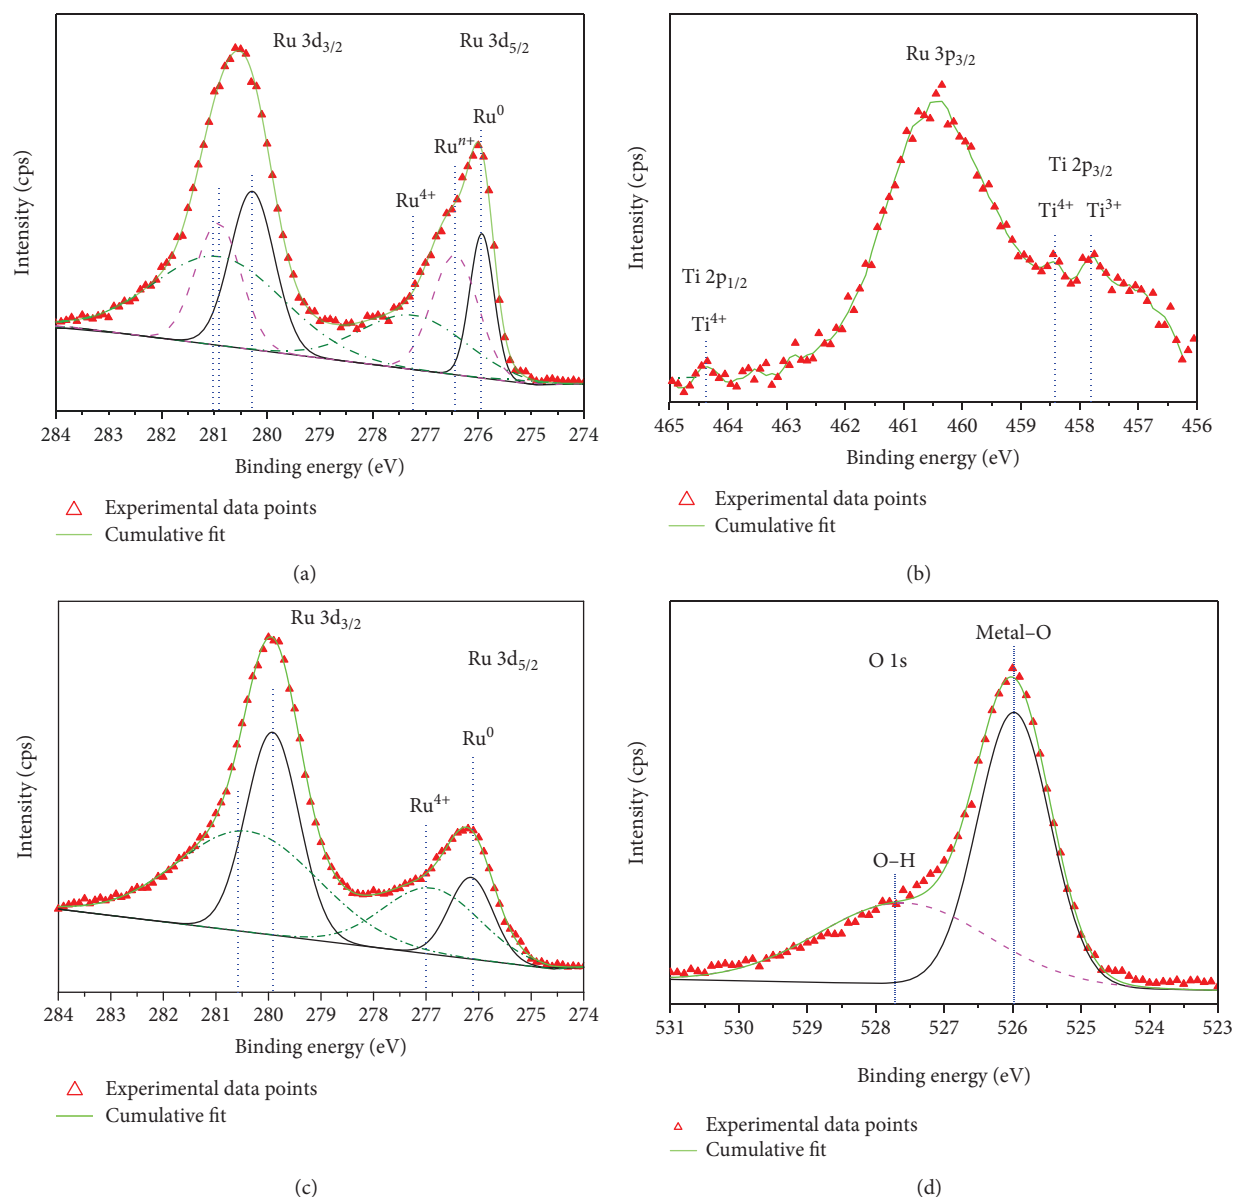 Ru 3d3/2
Ru 3d5/2
Ru0
Run+
Ru4+
Intensity (cps)
284 283 282 281 280 279 278 277 276 275 274
Binding energy (eV)
Experimental data points
Cumulative fit
(a)
Ru 3p3/2
Ti 2p3/2
Ti4+
Ti3+
Ti 2p1/2
Ti4+
Intensity (cps)
465 464 463 462 461 460 459 458 457 456
Binding energy (eV)
Experimental data points
Cumulative fit
(b)
Ru 3d3/2
Ru 3d5/2
Ru0
Ru4+
Intensity (cps)
284 283 282 281 280 279 278 277 276 275 274
Binding energy (eV)
Experimental data points
Cumulative fit
(c)
Metal–O
O 1s
O–H
Intensity (cps)
531 530 529 528 527 526 525 524 523
Binding energy (eV)
Experimental data points
Cumulative fit
(d)